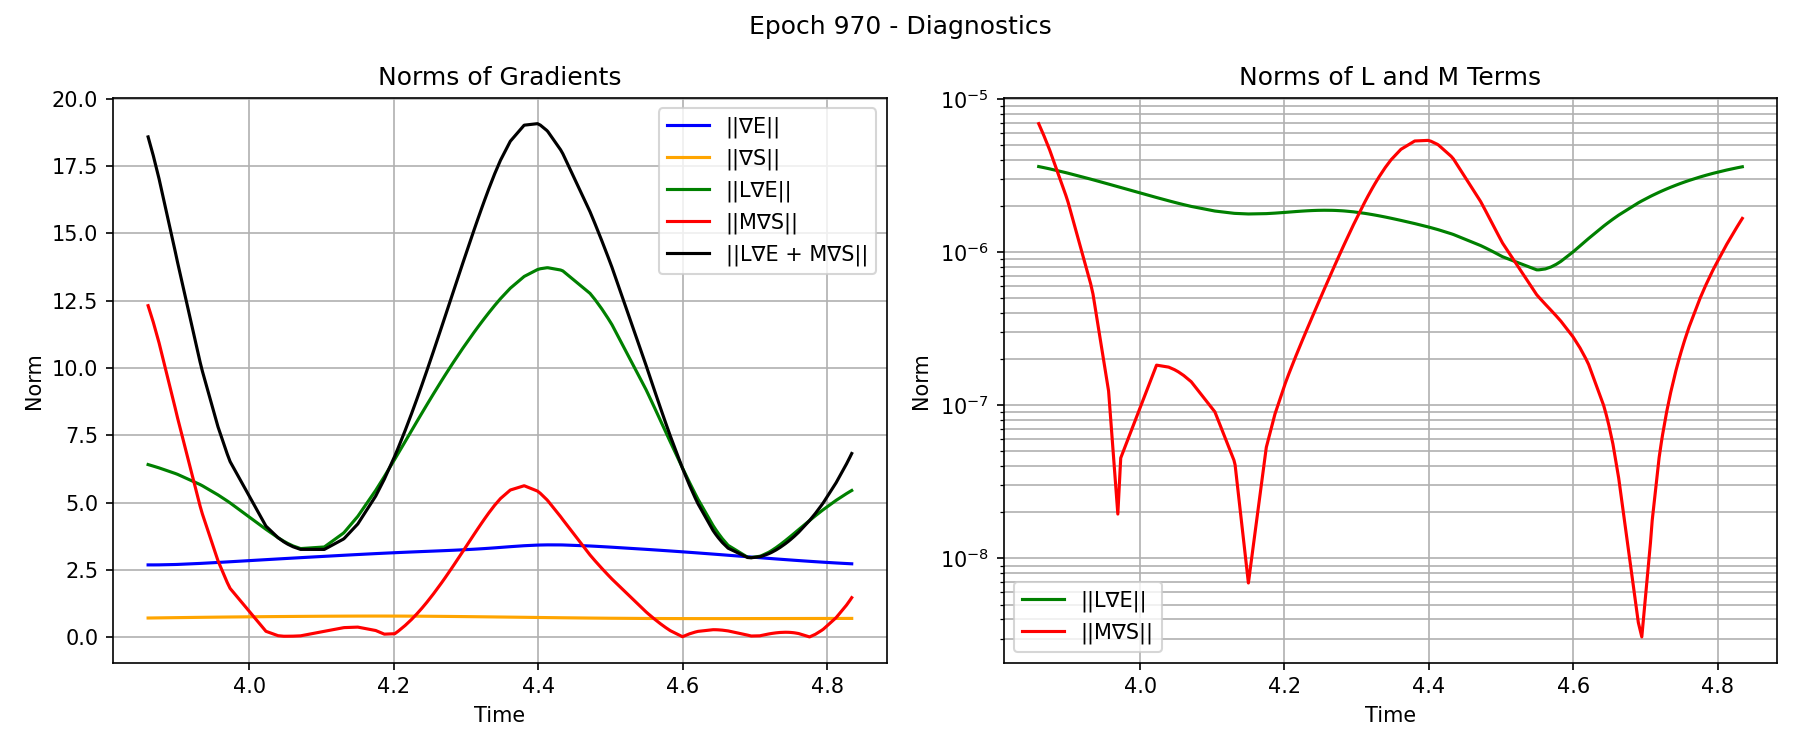 Epoch 970 - Diagnostics
Norms of Gradients
20.0
17.5
15.0
12.5
10.0
7.5
5.0
2.5
0.0
Norm
||∇E||
||∇S||
||L∇E||
||M∇S||
||L∇E + M∇S||
4.0 4.2 4.4 4.6 4.8
Time
Norms of L and M Terms
10⁻⁵
10⁻⁶
10⁻⁷
10⁻⁸
Norm
||L∇E||
||M∇S||
4.0 4.2 4.4 4.6 4.8
Time